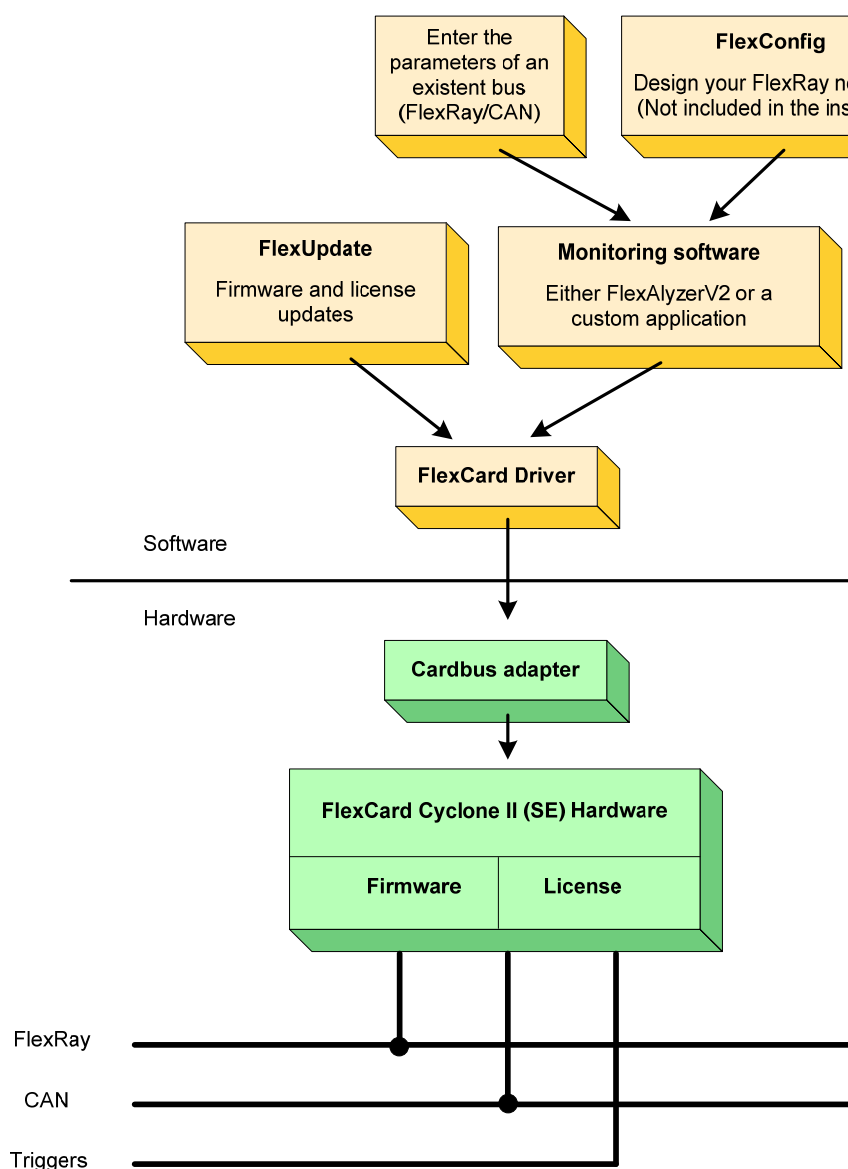 Enter the
parameters of an
existent bus
(FlexRay/CAN)
FlexConfig
Design your FlexRay
(Not included in the
FlexUpdate
Firmware and license
updates
Monitoring software
Either FlexAlyzerV2 or a
custom application
FlexCard Driver
Software
Hardware
Cardbus adapter
FlexCard Cyclone II (SE) Hardware
Firmware
License
FlexRay
CAN
Triggers